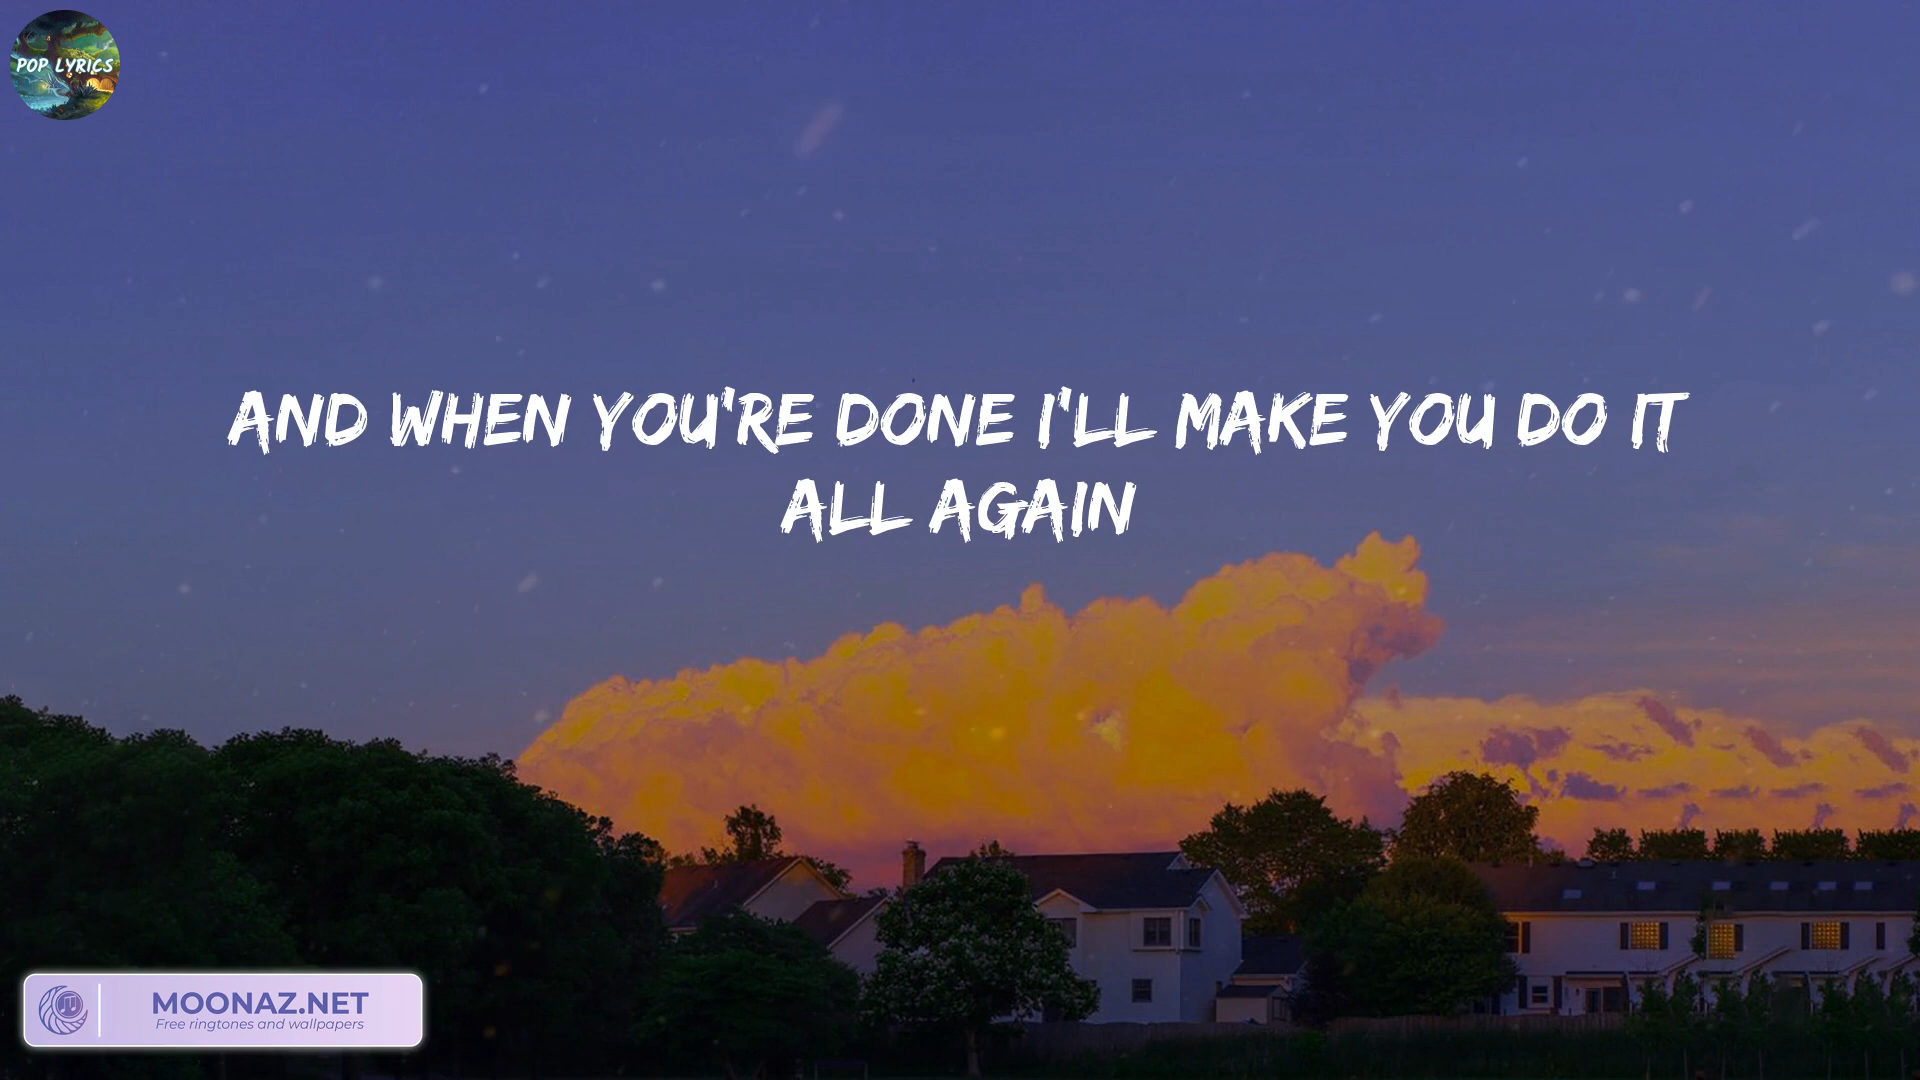 POP LYRICS
AND WHEN YOU'RE DONE I'LL MAKE YOU DO IT
ALL AGAIN
MOONAZ.NET
Free ringtones and wallpapers